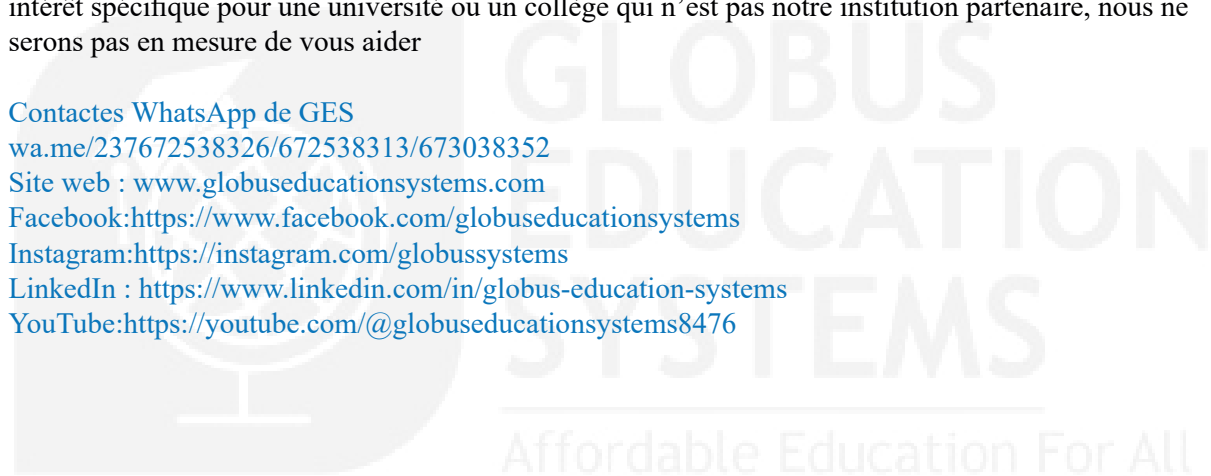 intérêt spécifique pour une université ou un collège qui n’est pas notre institution partenaire, nous ne
serons pas en mesure de vous aider
Contactes WhatsApp de GES
wa.me/237672538326/672538313/673038352
Site web : www.globuseducationsystems.com
Facebook:https://www.facebook.com/globuseducationsystems
Instagram:https://instagram.com/globussystems
LinkedIn : https://www.linkedin.com/in/globus-education-systems
YouTube:https://youtube.com/@globuseducationsystems8476
GLOBUS
EDUCATION
SYSTEMS
Affordable Education For All